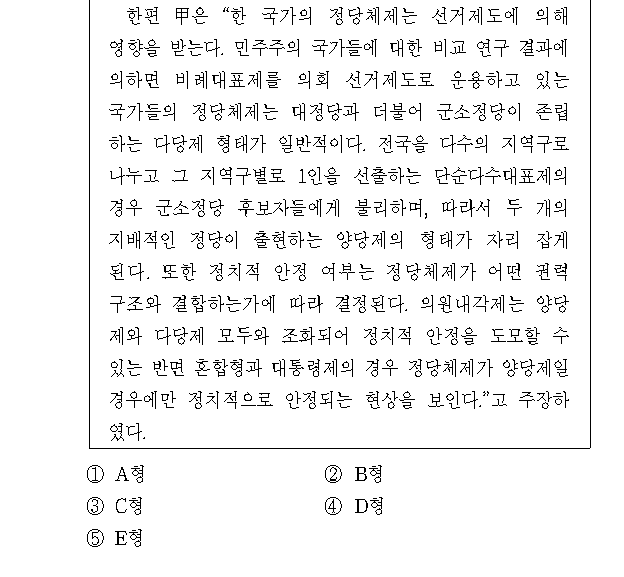 한편 甲은 “한 국가의 정당체제는 선거제도에 의해
영향을 받는다. 민주주의 국가들에 대한 비교 연구 결과에
의하면 비례대표제를 의회 선거제도로 운용하고 있는
국가들의 정당체제는 대정당과 더불어 군소정당이 존립
하는 다당제 형태가 일반적이다. 전국을 다수의 지역구로
나누고 그 지역구별로 1인을 선출하는 단순다수대표제의
경우 군소정당 후보자들에게 불리하며, 따라서 두 개의
지배적인 정당이 출현하는 양당제의 형태가 자리 잡게
된다. 또한 정치적 안정 여부는 정당체제가 어떤 권력
구조와 결합하는가에 따라 결정된다. 의원내각제는 양당
제와 다당제 모두와 조화되어 정치적 안정을 도모할 수
있는 반면 혼합형과 대통령제의 경우 정당체제가 양당제일
경우에만 정치적으로 안정되는 현상을 보인다.”고 주장하
였다.
① A형 ② B형
③ C형 ④ D형
⑤ E형